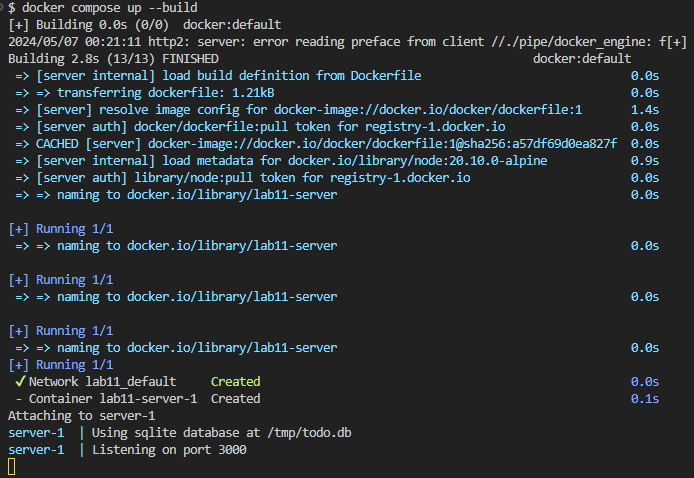 $ docker compose up --build
[+] Building 0.0s (0/0)  docker:default
2024/05/07 00:21:11 http2: server: error reading preface from client //./pipe/docker_engine: f[+]
Building 2.8s (13/13) FINISHED docker:default
=> [server internal] load build definition from Dockerfile 0.0s
=> => transferring dockerfile: 1.21kB 0.0s
=> [server] resolve image config for docker-image://docker.io/docker/dockerfile:1 1.4s
=> [server auth] docker/dockerfile:pull token for registry-1.docker.io 0.0s
=> CACHED [server] docker-image://docker.io/docker/dockerfile:1@sha256:a57df69d0ea827f 0.0s
=> [server internal] load metadata for docker.io/library/node:20.10.0-alpine 0.9s
=> [server auth] library/node:pull token for registry-1.docker.io 0.0s
=> => naming to docker.io/library/lab11-server 0.0s
[+] Running 1/1
=> => naming to docker.io/library/lab11-server 0.0s
[+] Running 1/1
=> => naming to docker.io/library/lab11-server 0.0s
[+] Running 1/1
=> => naming to docker.io/library/lab11-server 0.0s
[+] Running 1/1
✔ Network lab11_default Created 0.0s
- Container lab11-server-1 Created 0.1s
Attaching to server-1
server-1 | Using sqlite database at /tmp/todo.db
server-1 | Listening on port 3000